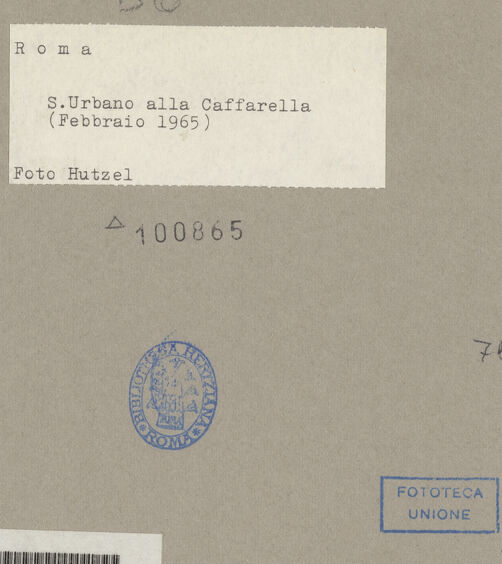 R o m a
S.Urbano alla Caffarella
(Febbraio 1965)
Foto Hutzel
100865
BIBLIOTHECA HERTZIANA
* ROMA *
FOTOTECA
UNIONE